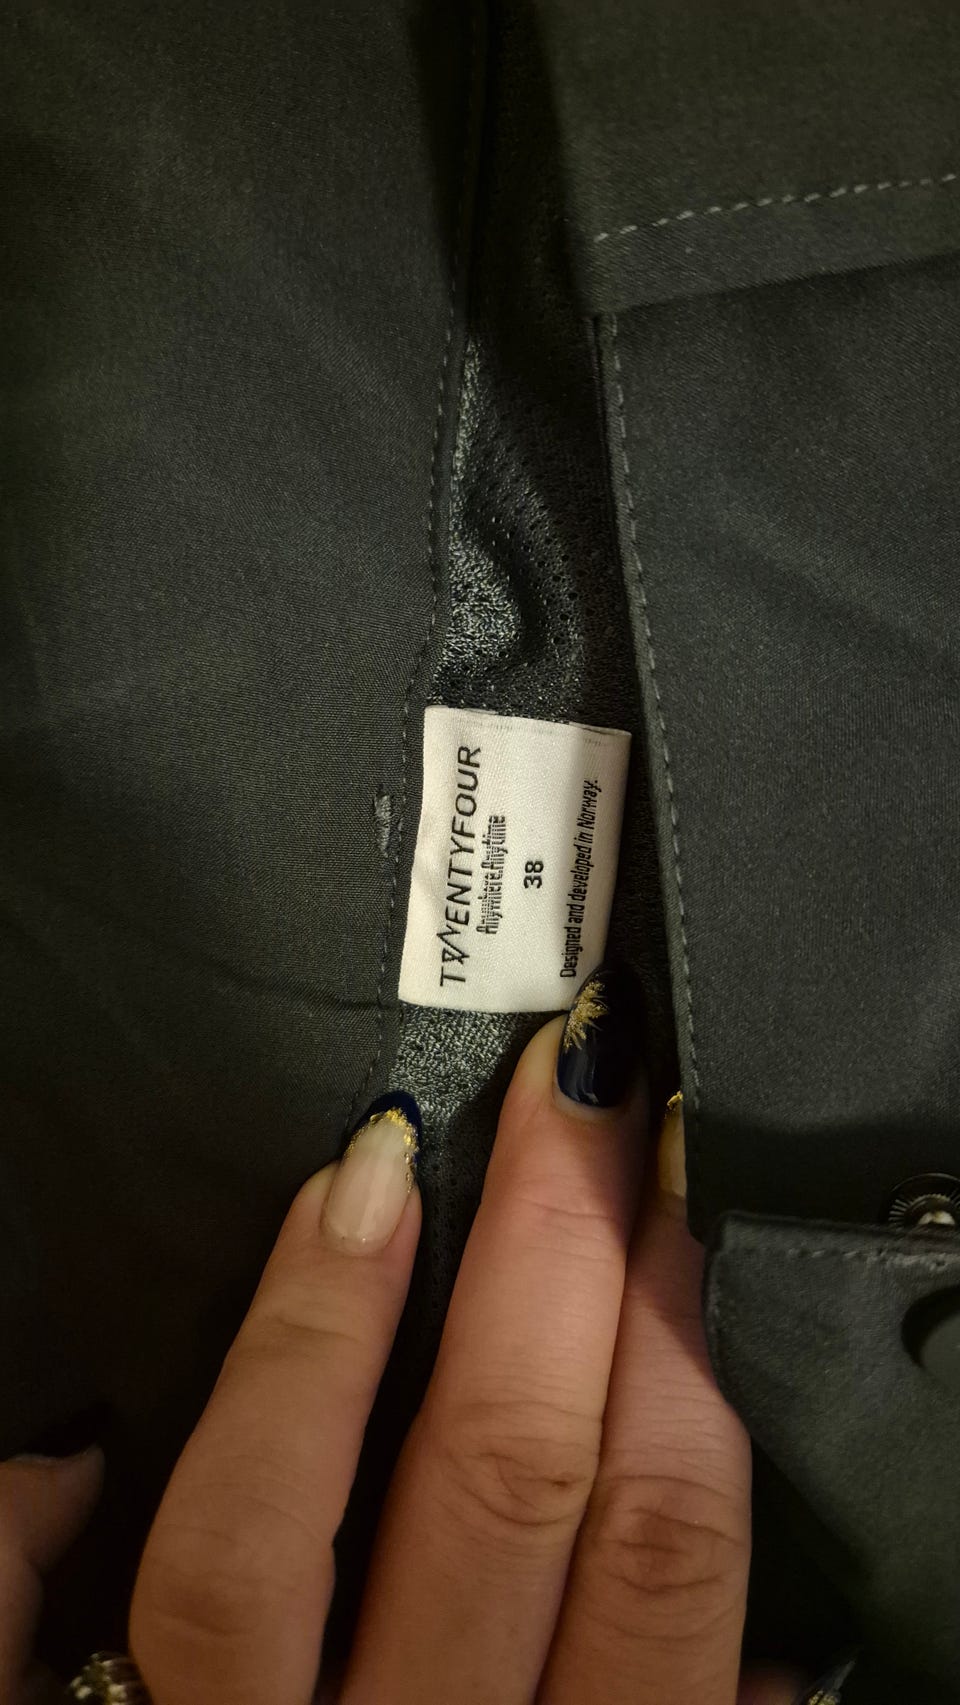 TWENTYFOUR
Anywhere.Anytime
38
Designed and developed in Norway.